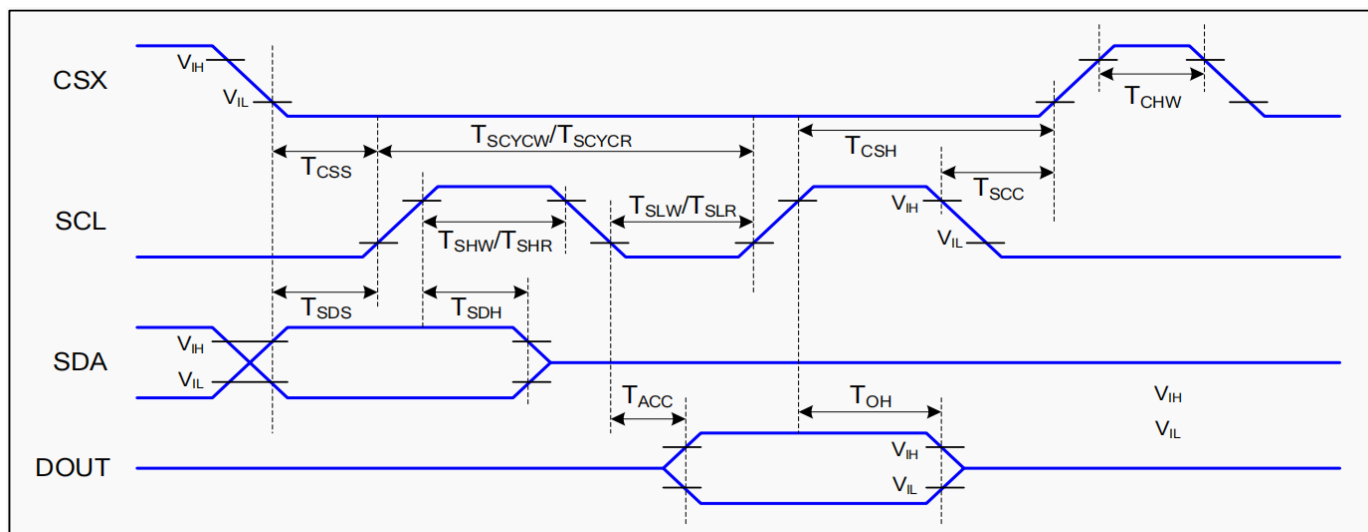 CSX
VIH
VIL
TCHW
TSCYCW/TSCYCR
TCSS
TCSH
TSCC
SCL
TSLW/TSLR
VIH
TSHW/TSHR
VIL
TSDS
TSDH
SDA
VIH
VIL
TACC
TOH
VIH
VIL
DOUT
VIH
VIL